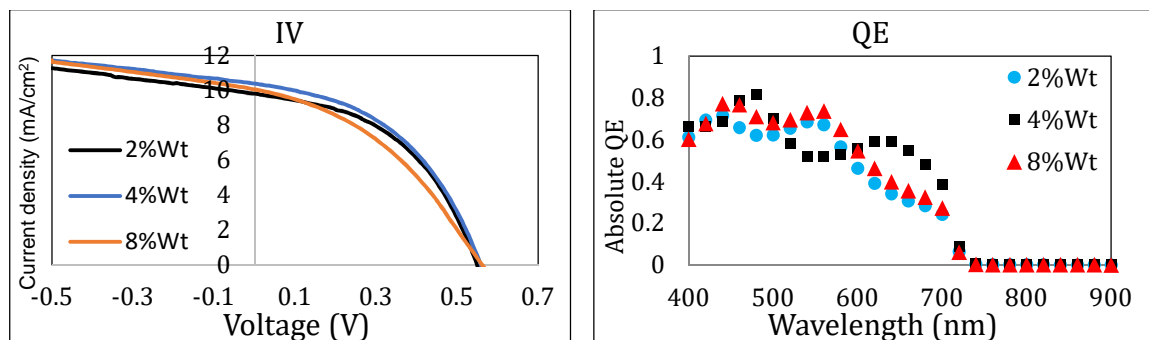 IV
Current density (mA/cm²)
12
10
8
6
4
2
0
2%Wt
4%Wt
8%Wt
-0.5 -0.3 -0.1 0.1 0.3 0.5 0.7
Voltage (V)
QE
Absolute QE
1
0.8
0.6
0.4
0.2
0
2%Wt
4%Wt
8%Wt
400 500 600 700 800 900
Wavelength (nm)